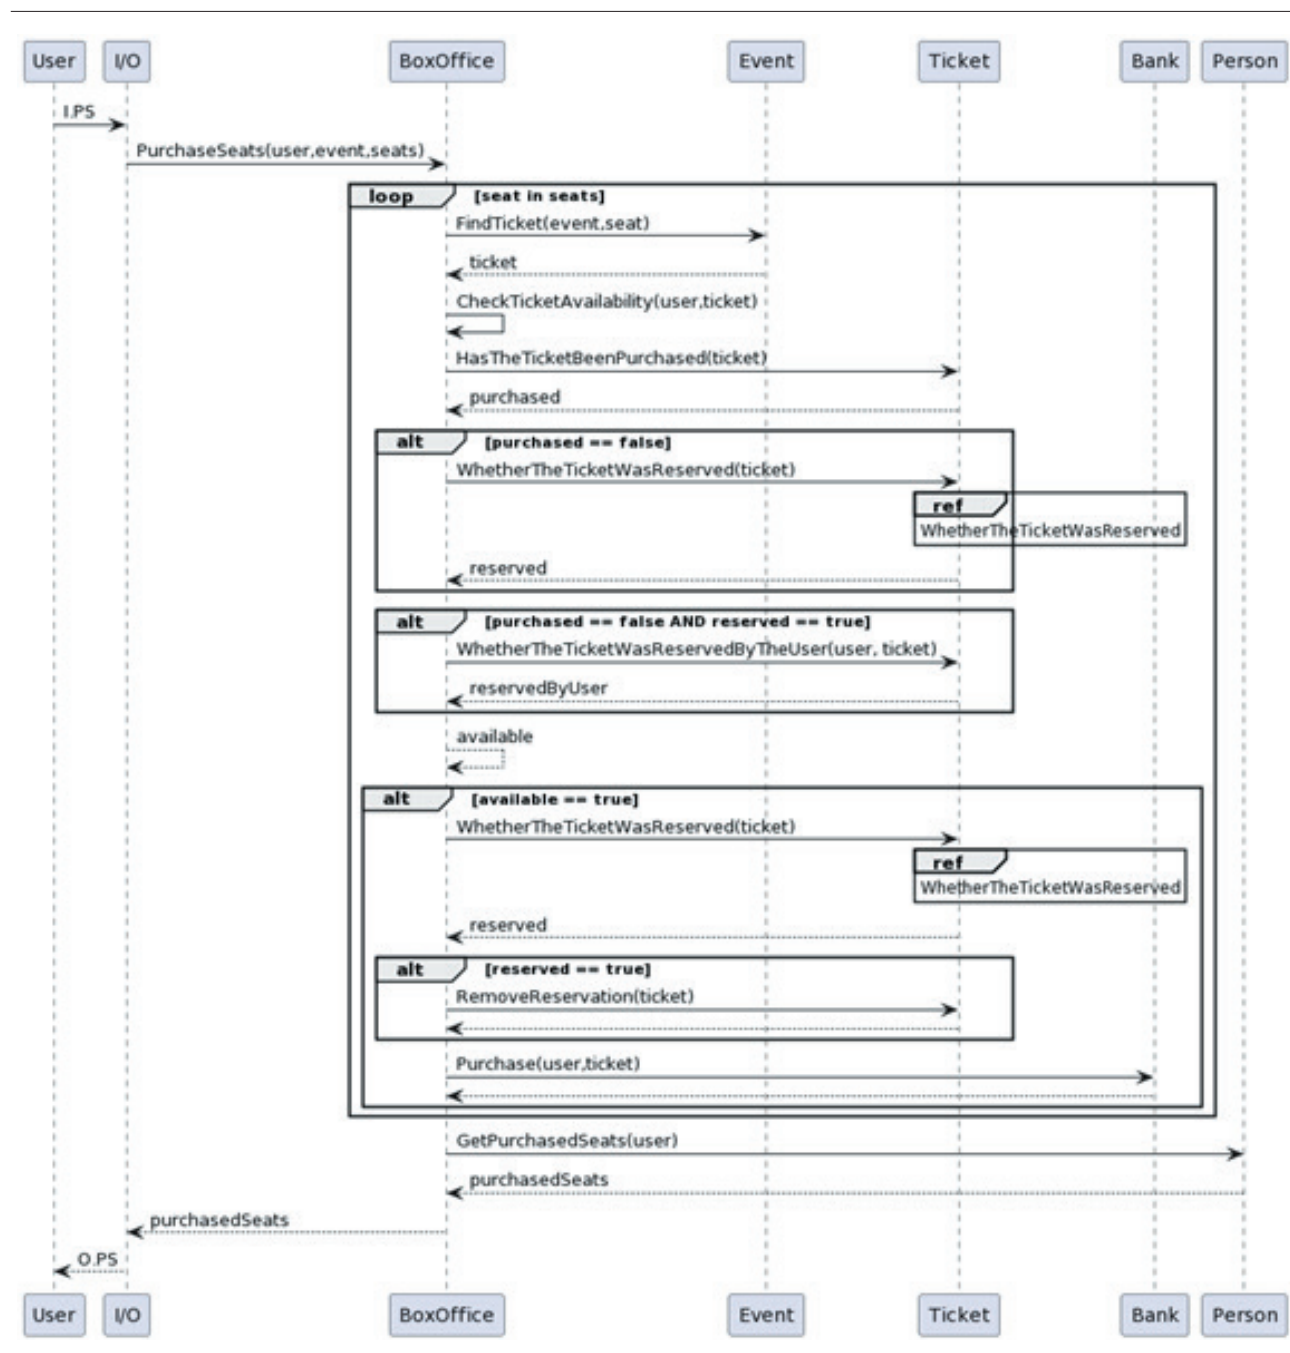 User I/O BoxOffice Event Ticket Bank Person
I.PS
PurchaseSeats(user,event,seats)
loop [seat in seats]
FindTicket(event,seat)
ticket
CheckTicketAvailability(user,ticket)
HasTheTicketBeenPurchased(ticket)
purchased
alt [purchased == false]
WhetherTheTicketWasReserved(ticket)
ref
WhetherTheTicketWasReserved
reserved
alt [purchased == false AND reserved == true]
WhetherTheTicketWasReservedByTheUser(user, ticket)
reservedByUser
available
alt [available == true]
WhetherTheTicketWasReserved(ticket)
ref
WhetherTheTicketWasReserved
reserved
alt [reserved == true]
RemoveReservation(ticket)
Purchase(user,ticket)
GetPurchasedSeats(user)
purchasedSeats
purchasedSeats
O.PS
User I/O BoxOffice Event Ticket Bank Person